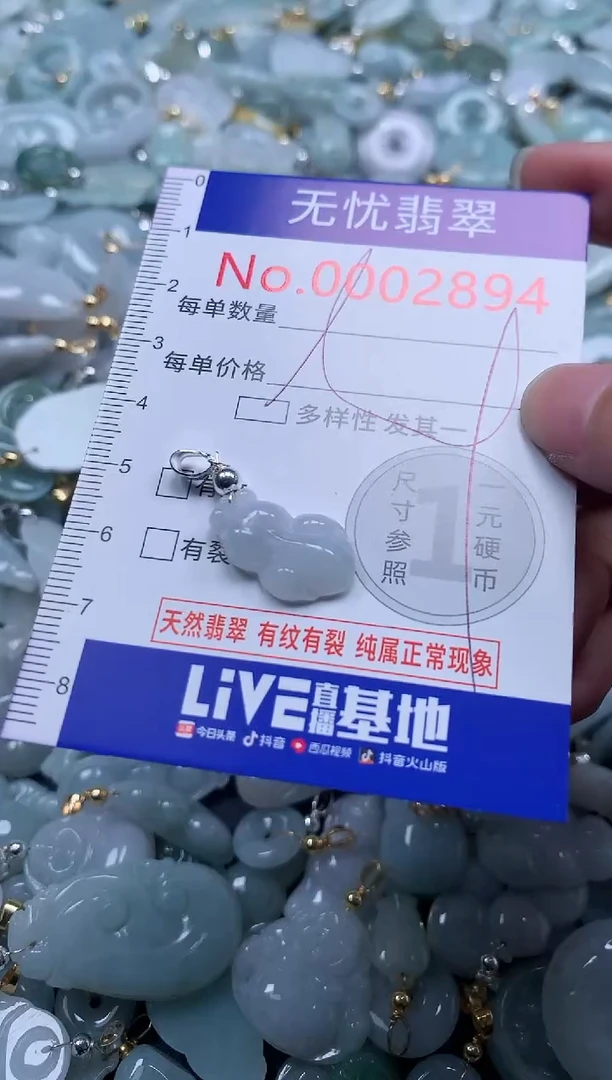 0
1
2
3
4
5
6
7
8
无忧翡翠
No.0002894
每单数量
每单价格
多样性 发其一
有
有裂
尺寸参照
1
一元硬币
天然翡翠 有纹有裂 纯属正常现象
LiVE直播基地
头条 今日头条 抖音 西瓜视频 抖音火山版